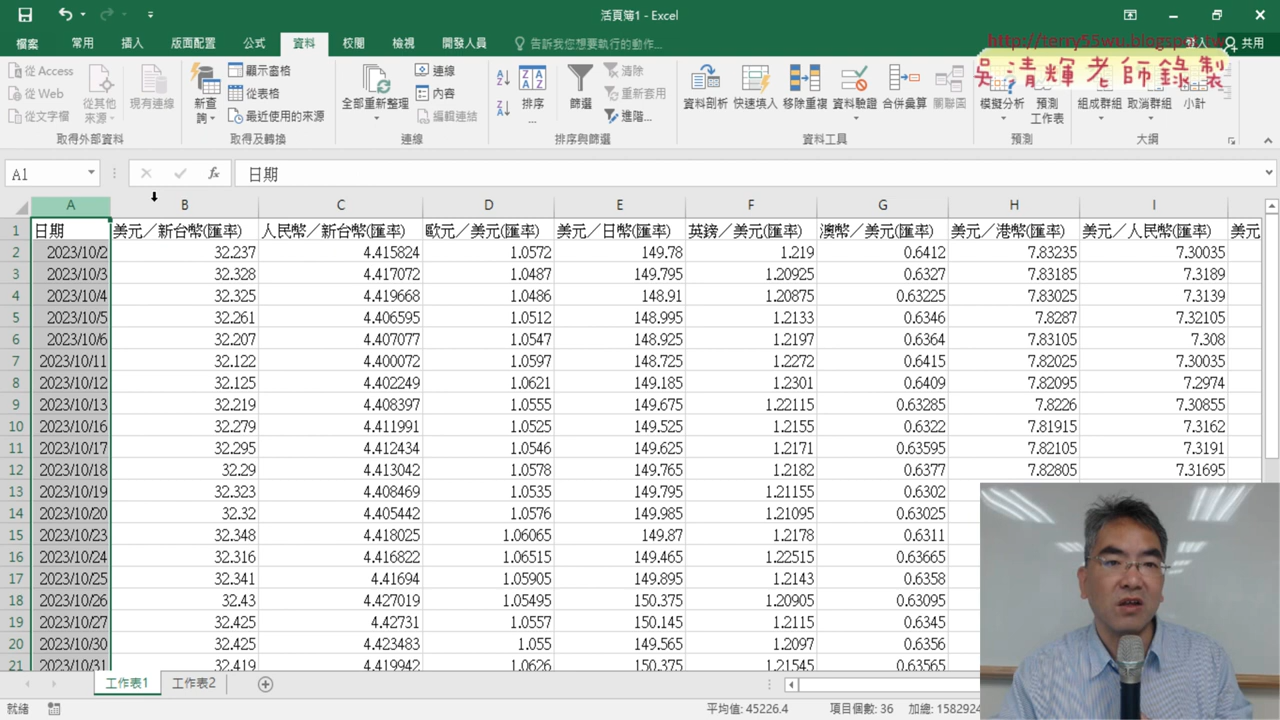 活頁簿1 - Excel
檔案 常用 插入 版面配置 公式 資料 校閱 檢視 開發人員 告訴我您想要執行的動作... 共用
http://terry55wu.blogspot.tw
吳清輝老師錄製
從 Access 從 Web 從文字檔 從其他來源 現有連線 取得外部資料
新查詢 顯示窗格 從表格 最近使用的來源 取得及轉換
全部重新整理 連線 內容 編輯連結 連線
排序... 篩選 清除 重新套用 進階... 排序與篩選
資料剖析 快速填入 移除重複 資料驗證 合併彙算 關聯圖 資料工具
模擬分析 預測工作表 預測
組成群組 取消群組 小計 大綱
A1 fx 日期
A B C D E F G H I
1 日期 美元／新台幣(匯率) 人民幣／新台幣(匯率) 歐元／美元(匯率) 美元／日幣(匯率) 英鎊／美元(匯率) 澳幣／美元(匯率) 美元／港幣(匯率) 美元／人民幣(匯率) 美元
2 2023/10/2 32.237 4.415824 1.0572 149.78 1.219 0.6412 7.83235 7.30035
3 2023/10/3 32.328 4.417072 1.0487 149.795 1.20925 0.6327 7.83185 7.3189
4 2023/10/4 32.325 4.419668 1.0486 148.91 1.20875 0.63225 7.83025 7.3139
5 2023/10/5 32.261 4.406595 1.0512 148.995 1.2133 0.6346 7.8287 7.32105
6 2023/10/6 32.207 4.407077 1.0547 148.925 1.2197 0.6364 7.83105 7.308
7 2023/10/11 32.122 4.400072 1.0597 148.725 1.2272 0.6415 7.82025 7.30035
8 2023/10/12 32.125 4.402249 1.0621 149.185 1.2301 0.6409 7.82095 7.2974
9 2023/10/13 32.219 4.408397 1.0555 149.675 1.22115 0.63285 7.8226 7.30855
10 2023/10/16 32.279 4.411991 1.0525 149.525 1.2155 0.6322 7.81915 7.3162
11 2023/10/17 32.295 4.412434 1.0546 149.625 1.2171 0.63595 7.82105 7.3191
12 2023/10/18 32.29 4.413042 1.0578 149.765 1.2182 0.6377 7.82805 7.31695
13 2023/10/19 32.323 4.408469 1.0535 149.795 1.21155 0.6302
14 2023/10/20 32.32 4.405442 1.0576 149.985 1.21095 0.63025
15 2023/10/23 32.348 4.418025 1.06065 149.87 1.2178 0.6311
16 2023/10/24 32.316 4.416822 1.06515 149.465 1.22515 0.63665
17 2023/10/25 32.341 4.41694 1.05905 149.895 1.2143 0.6358
18 2023/10/26 32.43 4.427019 1.05495 150.375 1.20905 0.63095
19 2023/10/27 32.425 4.42731 1.0557 150.145 1.2115 0.6345
20 2023/10/30 32.425 4.423483 1.055 149.565 1.2097 0.6356
21 2023/10/31 32.419 4.419942 1.0626 150.375 1.21545 0.63565
工作表1 工作表2
就緒 平均值: 45226.4 項目個數: 36 加總: 1582924